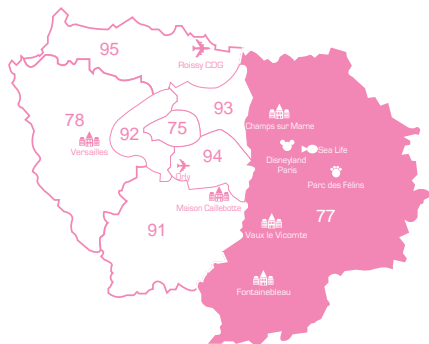 95
Roissy CDG
93
78
Champs sur Marne
75
92
Versailles
Sea Life
94
Disneyland
Paris
Orly
Parc des Félins
Maison Caillebotte
77
91
Vaux le Vicomte
Fontainebleau